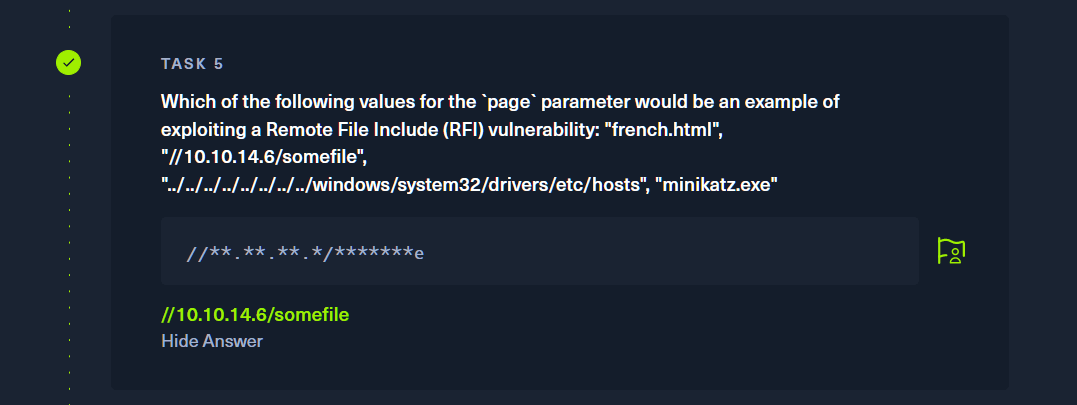 TASK 5
Which of the following values for the `page` parameter would be an example of
exploiting a Remote File Include (RFI) vulnerability: "french.html",
"//10.10.14.6/somefile",
"../../../../../../../../windows/system32/drivers/etc/hosts", "minikatz.exe"
//**.**.**.*/*******e
//10.10.14.6/somefile
Hide Answer